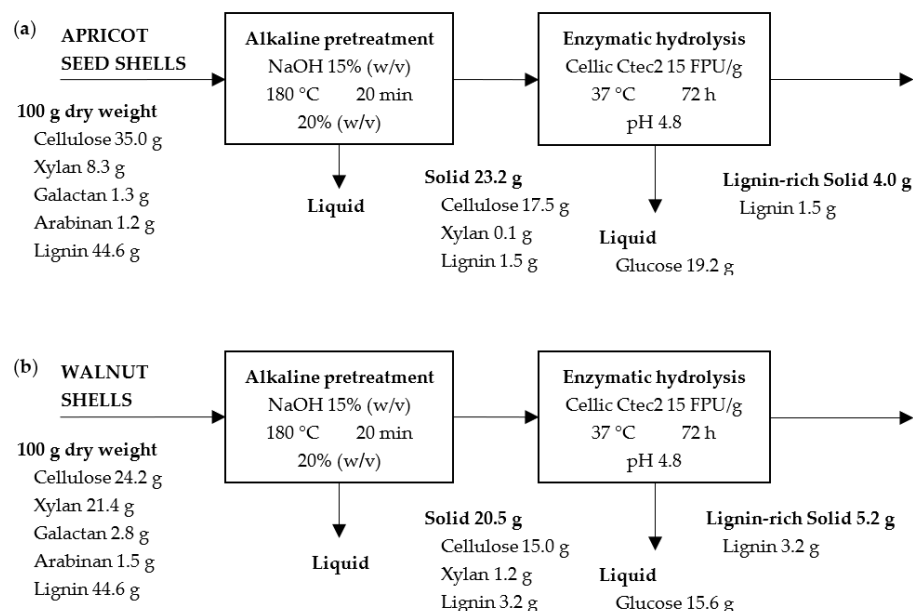 (a)
APRICOT
SEED SHELLS
100 g dry weight
Cellulose 35.0 g
Xylan 8.3 g
Galactan 1.3 g
Arabinan 1.2 g
Lignin 44.6 g
Alkaline pretreatment
NaOH 15% (w/v)
180 °C 20 min
20% (w/v)
Liquid
Solid 23.2 g
Cellulose 17.5 g
Xylan 0.1 g
Lignin 1.5 g
Enzymatic hydrolysis
Cellic Ctec2 15 FPU/g
37 °C 72 h
pH 4.8
Liquid
Glucose 19.2 g
Lignin-rich Solid 4.0 g
Lignin 1.5 g
(b)
WALNUT
SHELLS
100 g dry weight
Cellulose 24.2 g
Xylan 21.4 g
Galactan 2.8 g
Arabinan 1.5 g
Lignin 44.6 g
Alkaline pretreatment
NaOH 15% (w/v)
180 °C 20 min
20% (w/v)
Liquid
Solid 20.5 g
Cellulose 15.0 g
Xylan 1.2 g
Lignin 3.2 g
Enzymatic hydrolysis
Cellic Ctec2 15 FPU/g
37 °C 72 h
pH 4.8
Liquid
Glucose 15.6 g
Lignin-rich Solid 5.2 g
Lignin 3.2 g